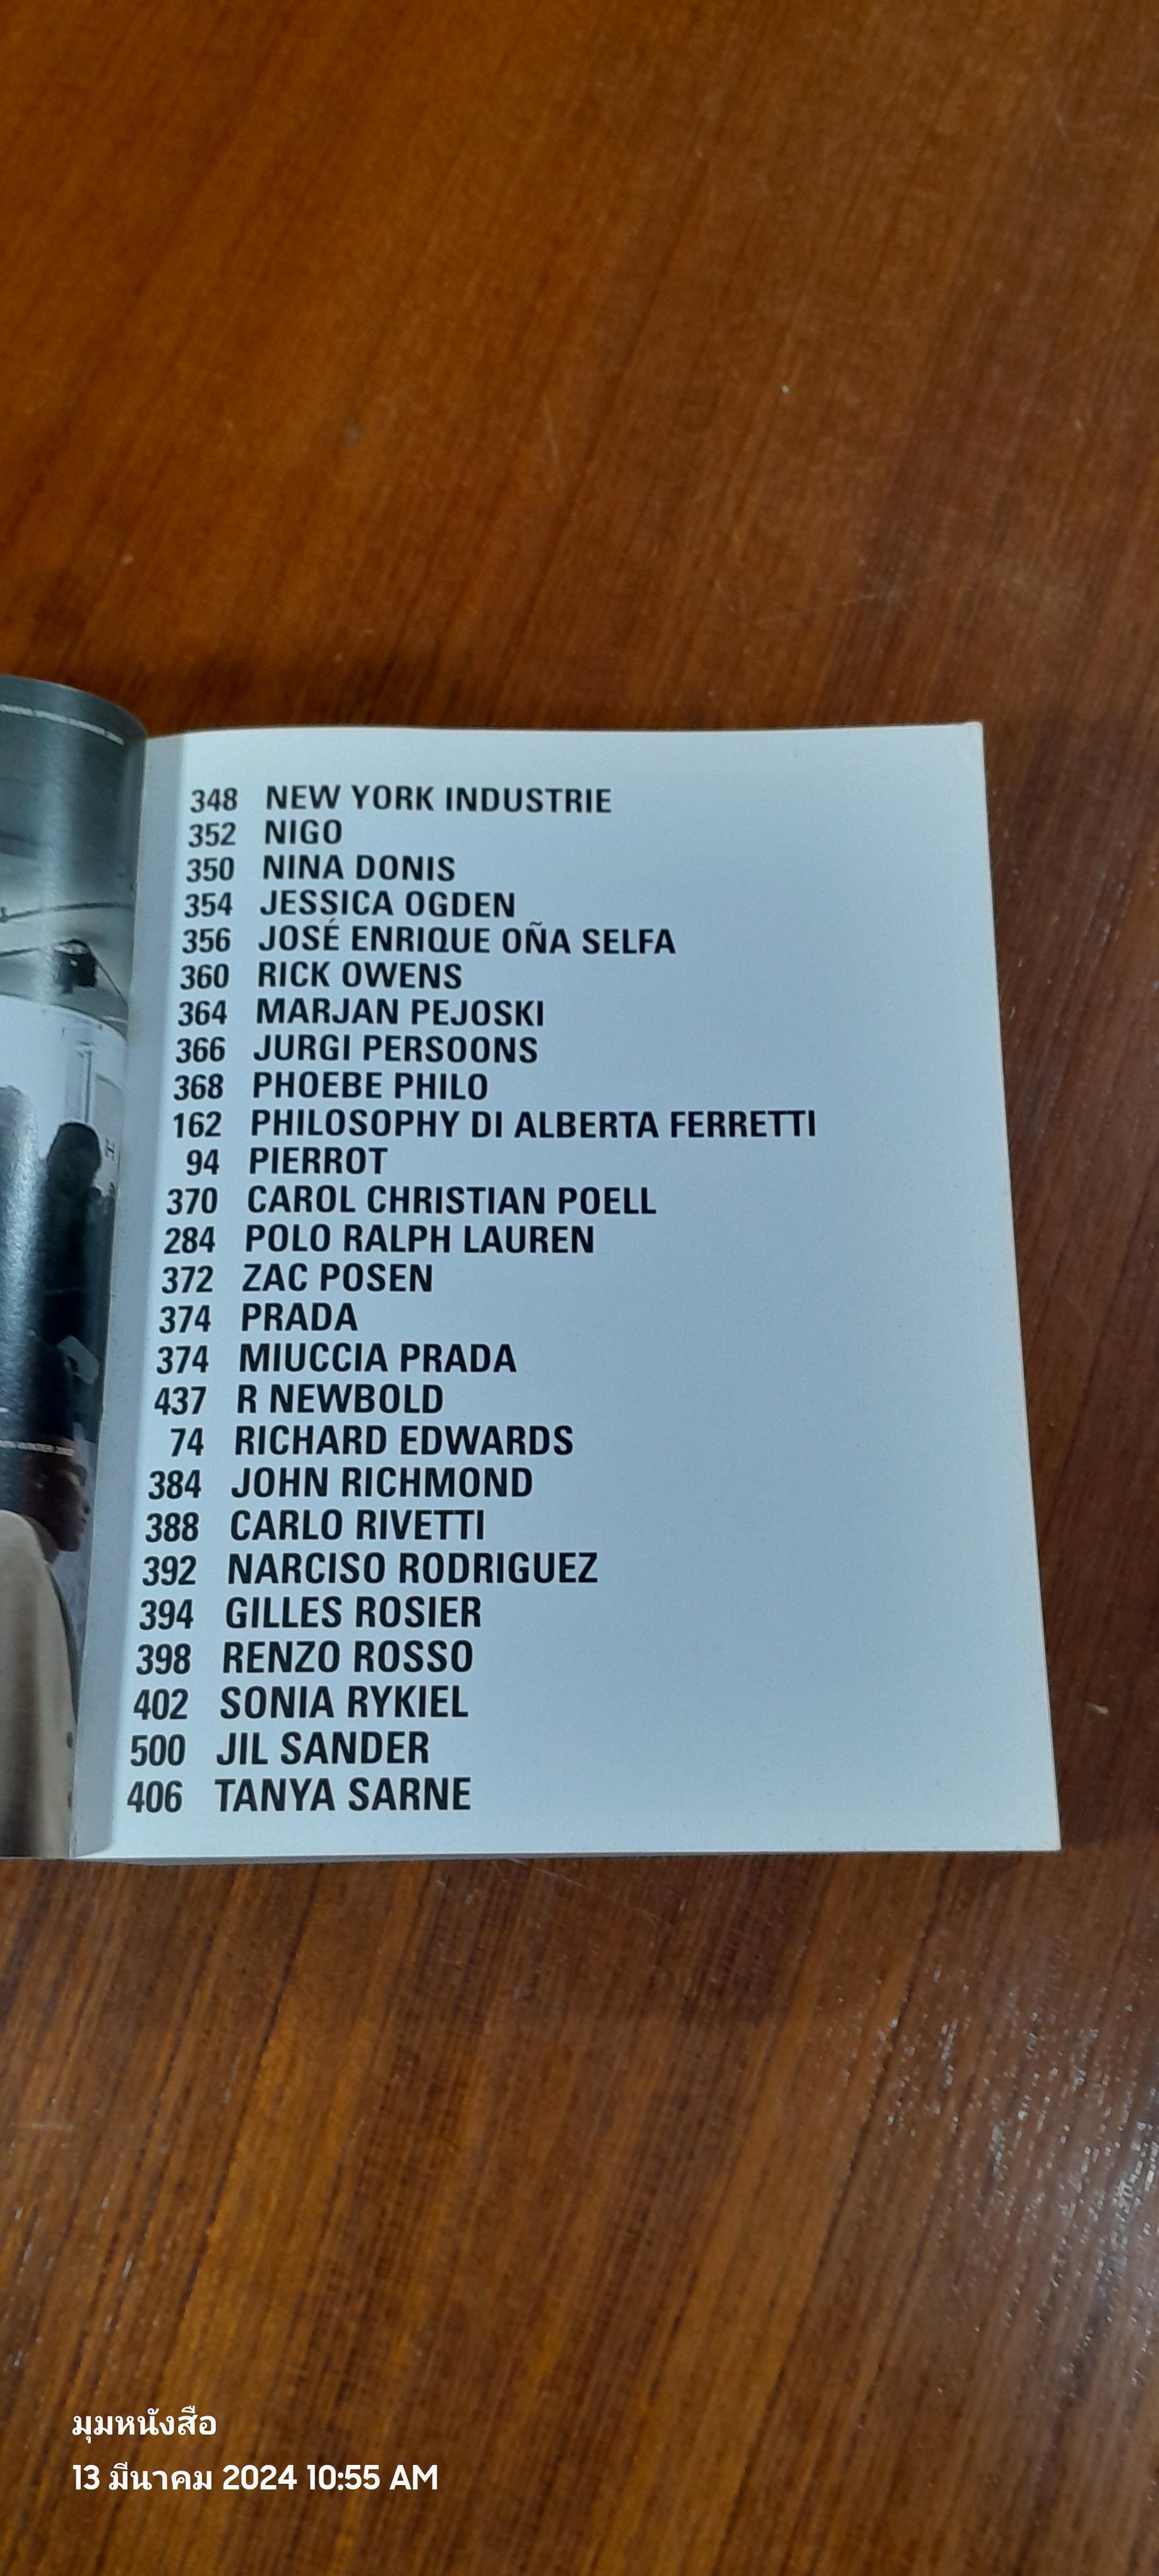 348 NEW YORK INDUSTRIE
352 NIGO
350 NINA DONIS
354 JESSICA OGDEN
356 JOSÉ ENRIQUE OÑA SELFA
360 RICK OWENS
364 MARJAN PEJOSKI
366 JURGI PERSOONS
368 PHOEBE PHILO
162 PHILOSOPHY DI ALBERTA FERRETTI
94 PIERROT
370 CAROL CHRISTIAN POELL
284 POLO RALPH LAUREN
372 ZAC POSEN
374 PRADA
374 MIUCCIA PRADA
437 R NEWBOLD
74 RICHARD EDWARDS
384 JOHN RICHMOND
388 CARLO RIVETTI
392 NARCISO RODRIGUEZ
394 GILLES ROSIER
398 RENZO ROSSO
402 SONIA RYKIEL
500 JIL SANDER
406 TANYA SARNE
มุมหนังสือ
13 มีนาคม 2024 10:55 AM